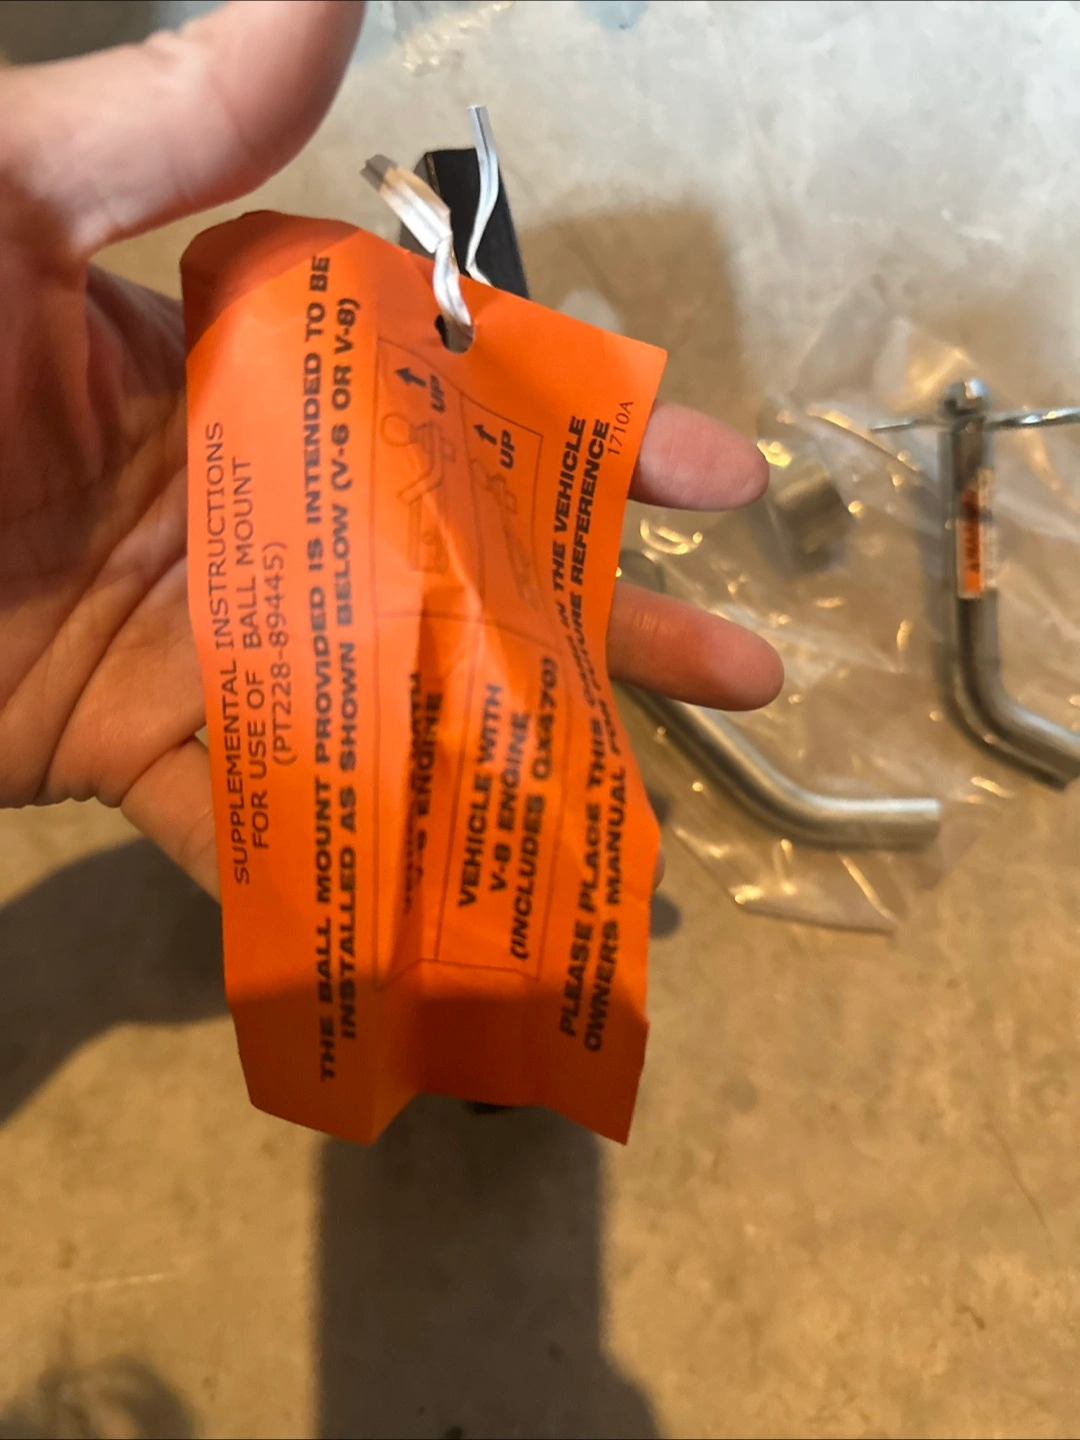 SUPPLEMENTAL INSTRUCTIONS
FOR USE OF BALL MOUNT
(PT228-89445)
THE BALL MOUNT PROVIDED IS INTENDED TO BE
INSTALLED AS SHOWN BELOW (V-6 OR V-8)
UP
ENGINE
UP
VEHICLE WITH
V-8 ENGINE
(INCLUDES GX470)
PLEASE PLACE THIS IN THE VEHICLE
OWNERS MANUAL REFERENCE
1710A